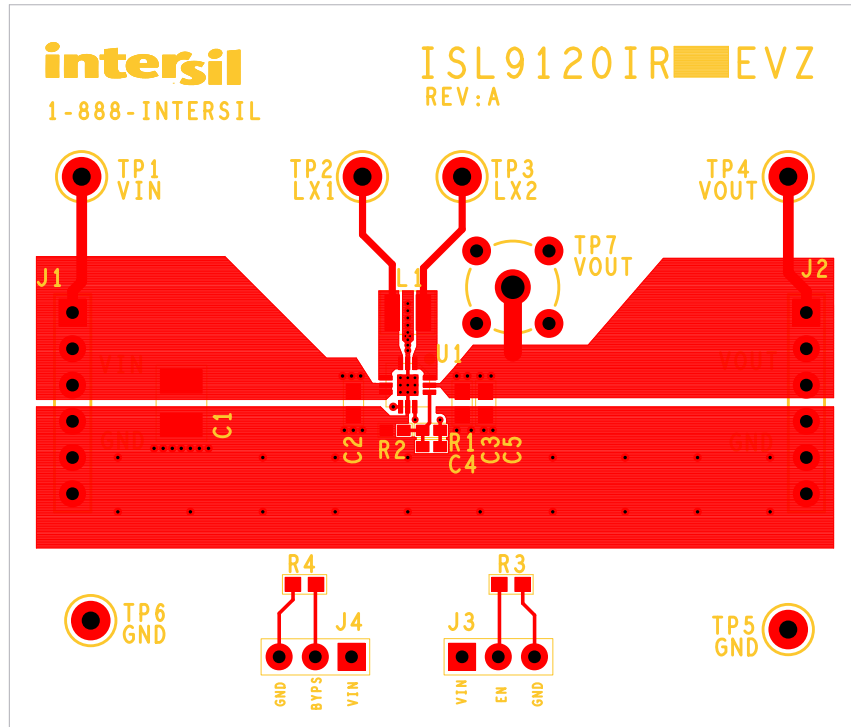 intersil
ISL9120IR EVZ
1-888-INTERSIL
REV:A
TP1
VIN
TP2
LX1
TP3
LX2
TP4
VOUT
TP7
VOUT
J1
L1
J2
U1
VIN
VOUT
GND
GND
C1
C2
R2
R1
C4
C3
C5
R4
R3
TP6
GND
J4
J3
TP5
GND
GND
BYPS
VIN
VIN
EN
GND